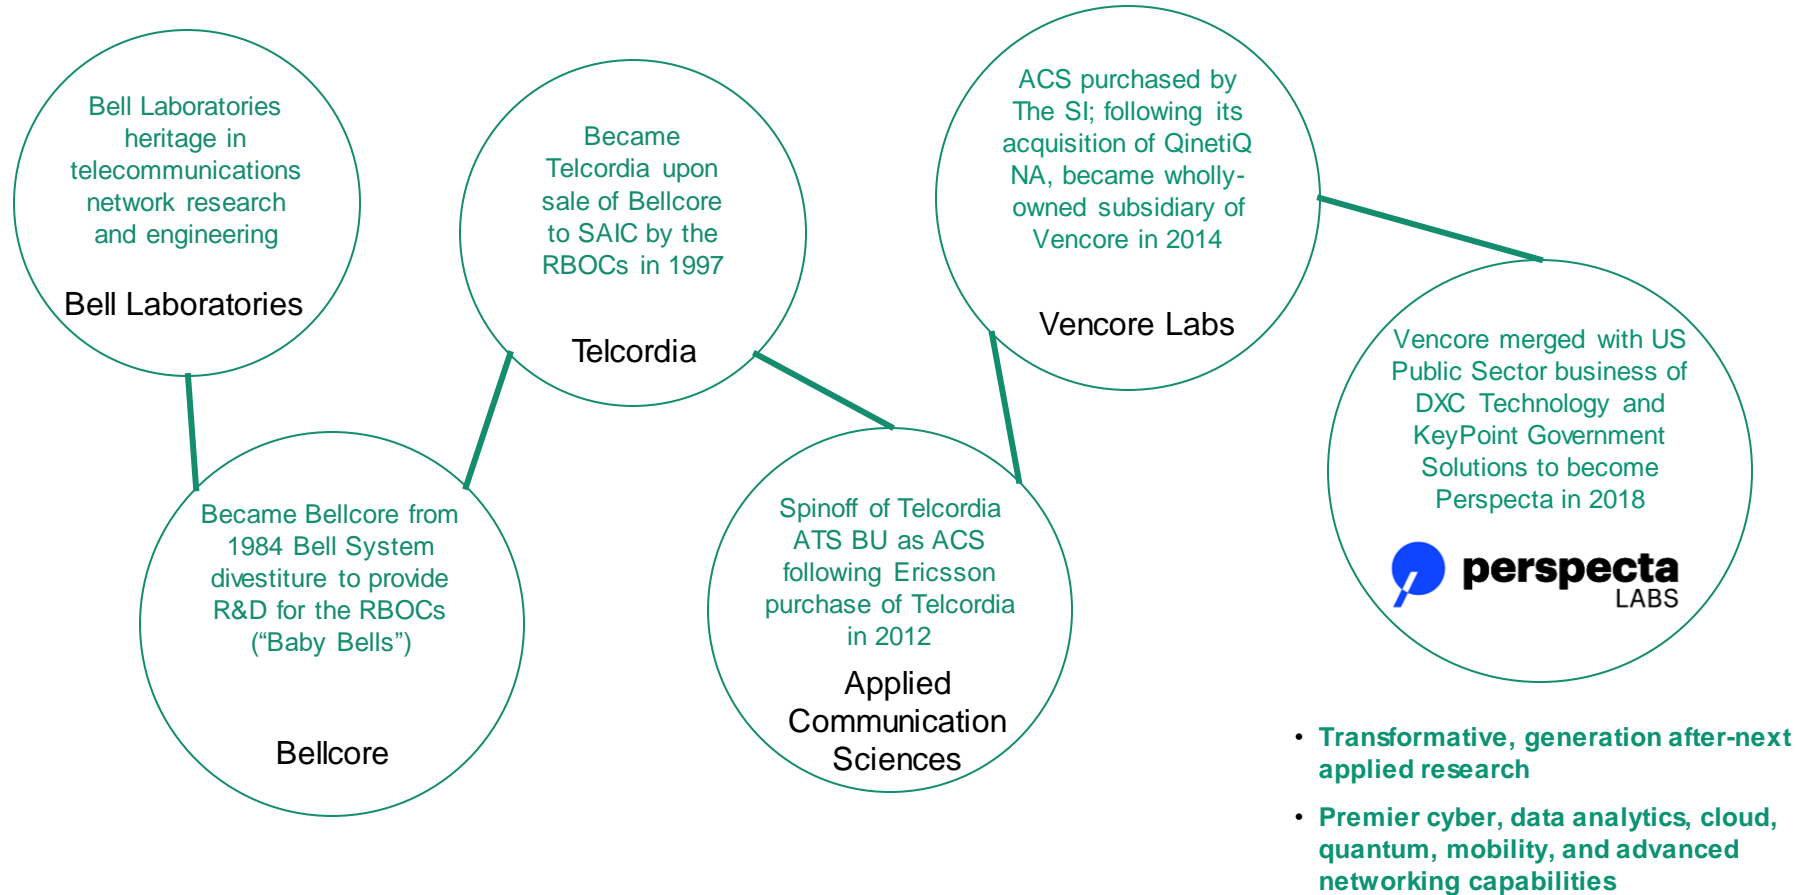 Bell Laboratories
heritage in
telecommunications
network research
and engineering
Bell Laboratories
Became Bellcore from
1984 Bell System
divestiture to provide
R&D for the RBOCs
(“Baby Bells”)
Bellcore
Became
Telcordia upon
sale of Bellcore
to SAIC by the
RBOCs in 1997
Telcordia
Spinoff of Telcordia
ATS BU as ACS
following Ericsson
purchase of Telcordia
in 2012
Applied
Communication
Sciences
ACS purchased by
The SI; following its
acquisition of QinetiQ
NA, became wholly-
owned subsidiary of
Vencore in 2014
Vencore Labs
Vencore merged with US
Public Sector business of
DXC Technology and
KeyPoint Government
Solutions to become
Perspecta in 2018
perspecta
LABS
• Transformative, generation after-next
applied research
• Premier cyber, data analytics, cloud,
quantum, mobility, and advanced
networking capabilities